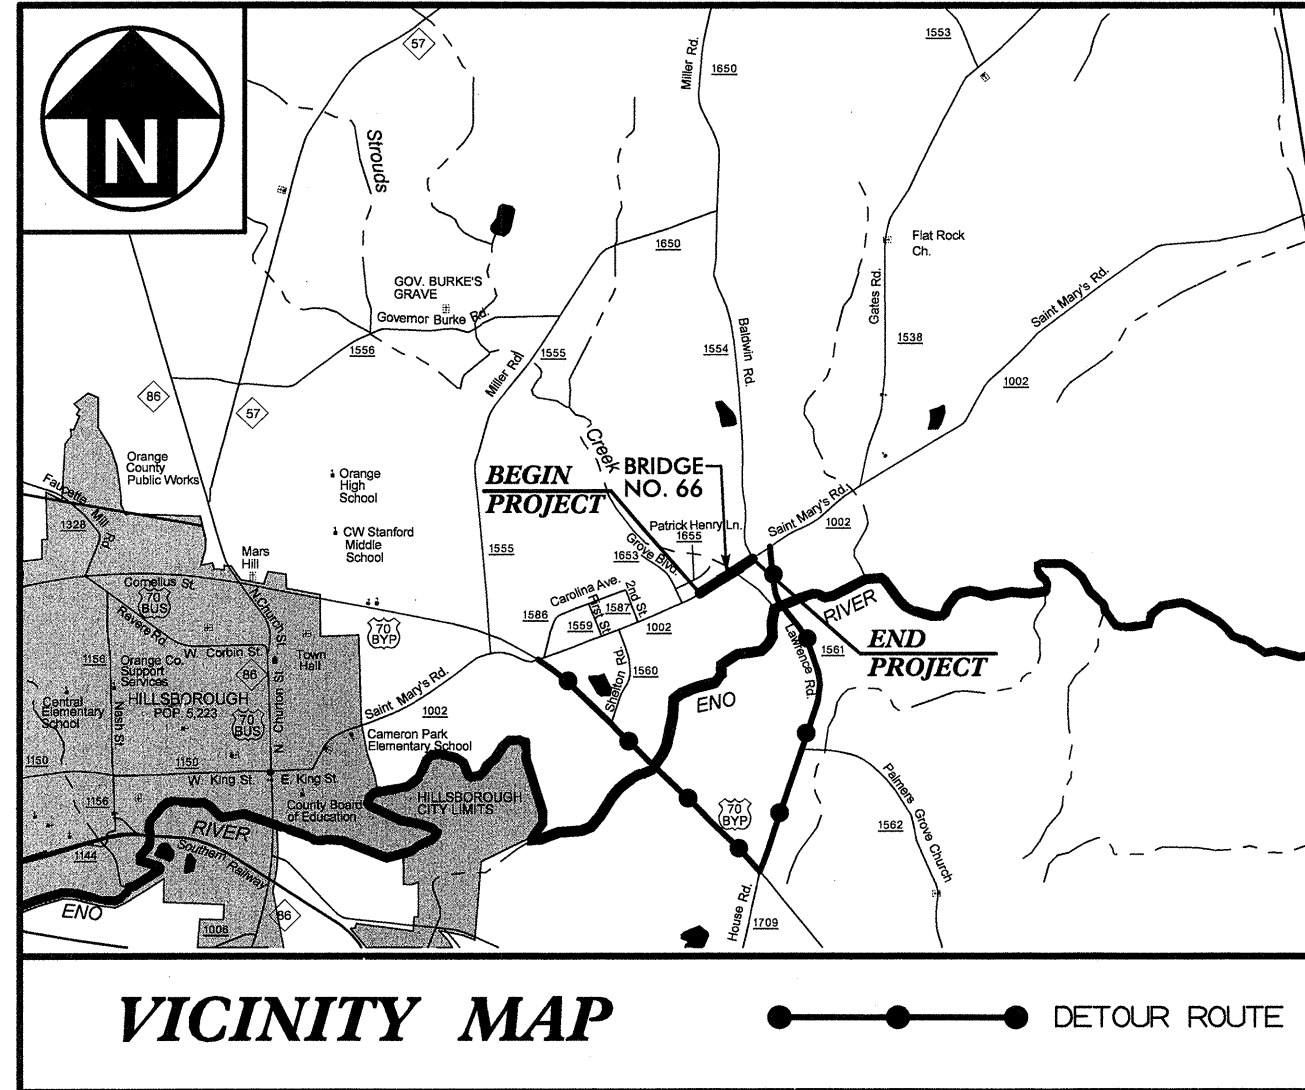 N
57
Strouds
Miller Rd.
1650
1553
1650
Flat Rock
Ch.
GOV. BURKE'S
GRAVE
Governor Burke Rd.
1556
Miller Rd.
1555
1554
Baldwin Rd.
Gates Rd.
1538
Saint Mary's Rd.
1002
86
57
Orange
County
Public Works
Orange
High
School
CW Stanford
Middle
School
Creek
BEGIN
PROJECT
BRIDGE
NO. 66
Patrick Henry Ln.
1655
Saint Mary's Rd.
1002
Faucette Mill Rd
1328
Mars
Hill
1555
1653
Grove Blvd.
Cornelius St.
70
BUS
N. Church St.
Carolina Ave.
2nd St.
1586
First St.
1587
1559
1002
RIVER
Revere Rd.
70
BYP
END
PROJECT
1156
W. Corbin St.
Town
Hall
Orange Co.
Support
Services
86
1560
Shelton Rd.
Lawrence Rd.
1561
HILLSBOROUGH
POP. 5,223
Central
Elementary
School
Nash St.
70
BUS
N. Churton St.
Saint Mary's Rd.
1002
ENO
Cameron Park
Elementary School
1150
1150
W. King St.
E. King St.
County Board
of Education
HILLSBOROUGH
CITY LIMITS
70
BYP
Palmers Grove Church
1562
1156
RIVER
Southern Railway
1144
ENO
86
1006
House Rd.
1709
VICINITY MAP
DETOUR ROUTE